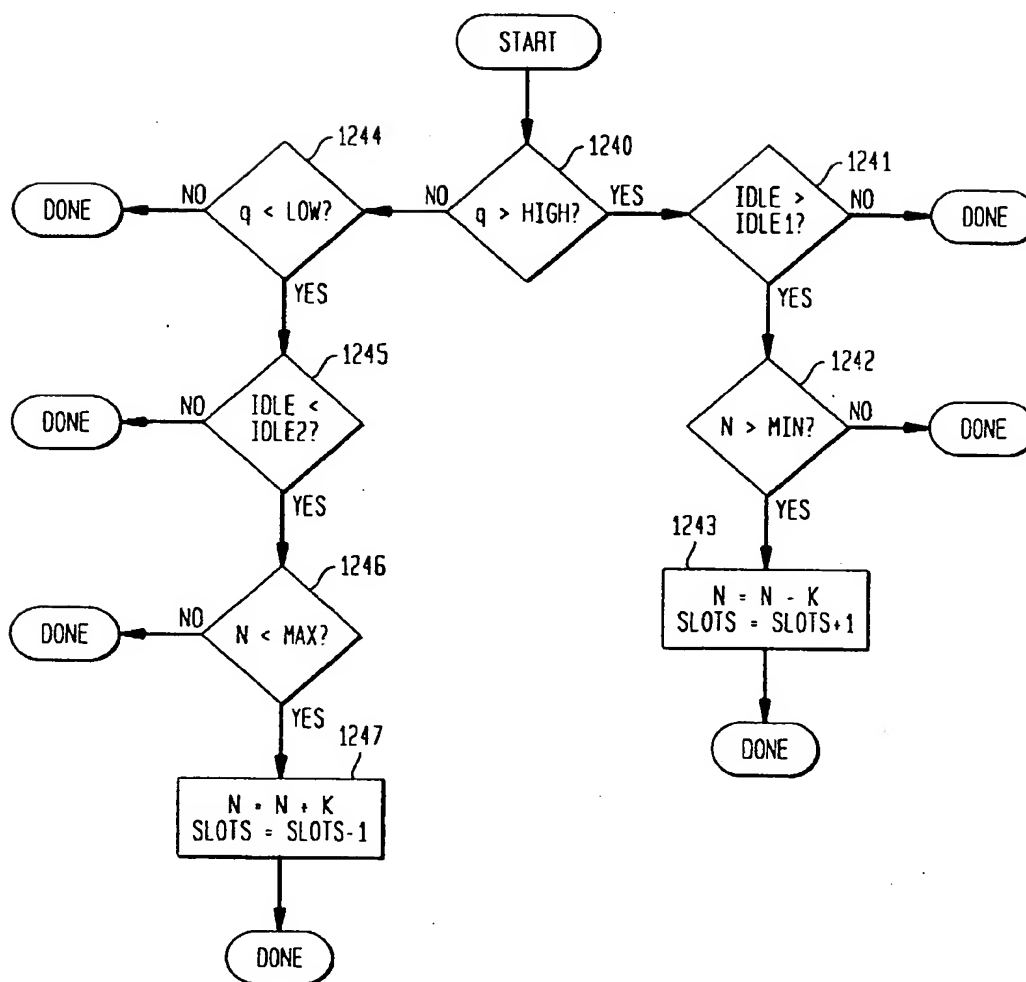 START
1244
1240
1241
NO
q < LOW?
NO
q > HIGH?
YES
IDLE >
IDLE1?
NO
DONE
DONE
YES
YES
1245
1242
DONE
NO
IDLE <
IDLE2?
N > MIN?
NO
DONE
YES
YES
1246
1243
DONE
NO
N < MAX?
N = N - K
SLOTS = SLOTS+1
YES
1247
DONE
N = N + K
SLOTS = SLOTS-1
DONE